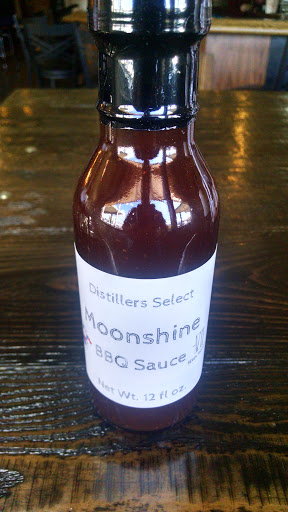 Distillers Select
Moonshine
BBQ Sauce
Net Wt. 12 fl oz.